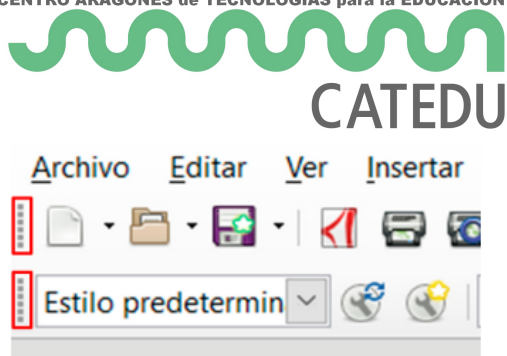 CENTRO ARAGONÉS de TECNOLOGÍAS para la EDUCACIÓN
CATEDU
Archivo Editar Ver Insertar
Estilo predetermin